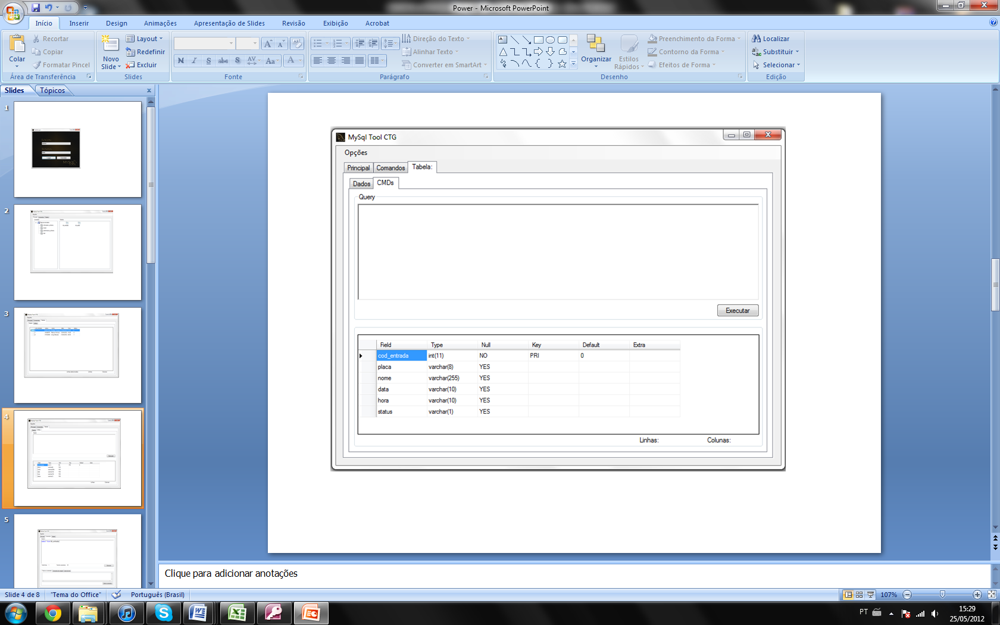 Power - Microsoft PowerPoint
Início Inserir Design Animações Apresentação de Slides Revisão Exibição Acrobat
Colar
Recortar
Copiar
Formatar Pincel
Área de Transferência
Novo Slide
Layout
Redefinir
Excluir
Slides
N I S abc S AV Aa A
Fonte
Direção do Texto
Alinhar Texto
Converter em SmartArt
Parágrafo
Organizar
Estilos Rápidos
Preenchimento da Forma
Contorno da Forma
Efeitos de Forma
Desenho
Localizar
Substituir
Selecionar
Edição
Slides Tópicos x
1
2
3
4
5
MySql Tool CTG
Opções
Principal Comandos Tabela:
Dados CMDs
Query
Executar
Field Type Null Key Default Extra
cod_entrada int(11) NO PRI 0
placa varchar(8) YES
nome varchar(255) YES
data varchar(10) YES
hora varchar(10) YES
status varchar(1) YES
Linhas: Colunas:
Clique para adicionar anotações
Slide 4 de 8 "Tema do Office" Português (Brasil) 107%
PT 15:29
25/05/2012